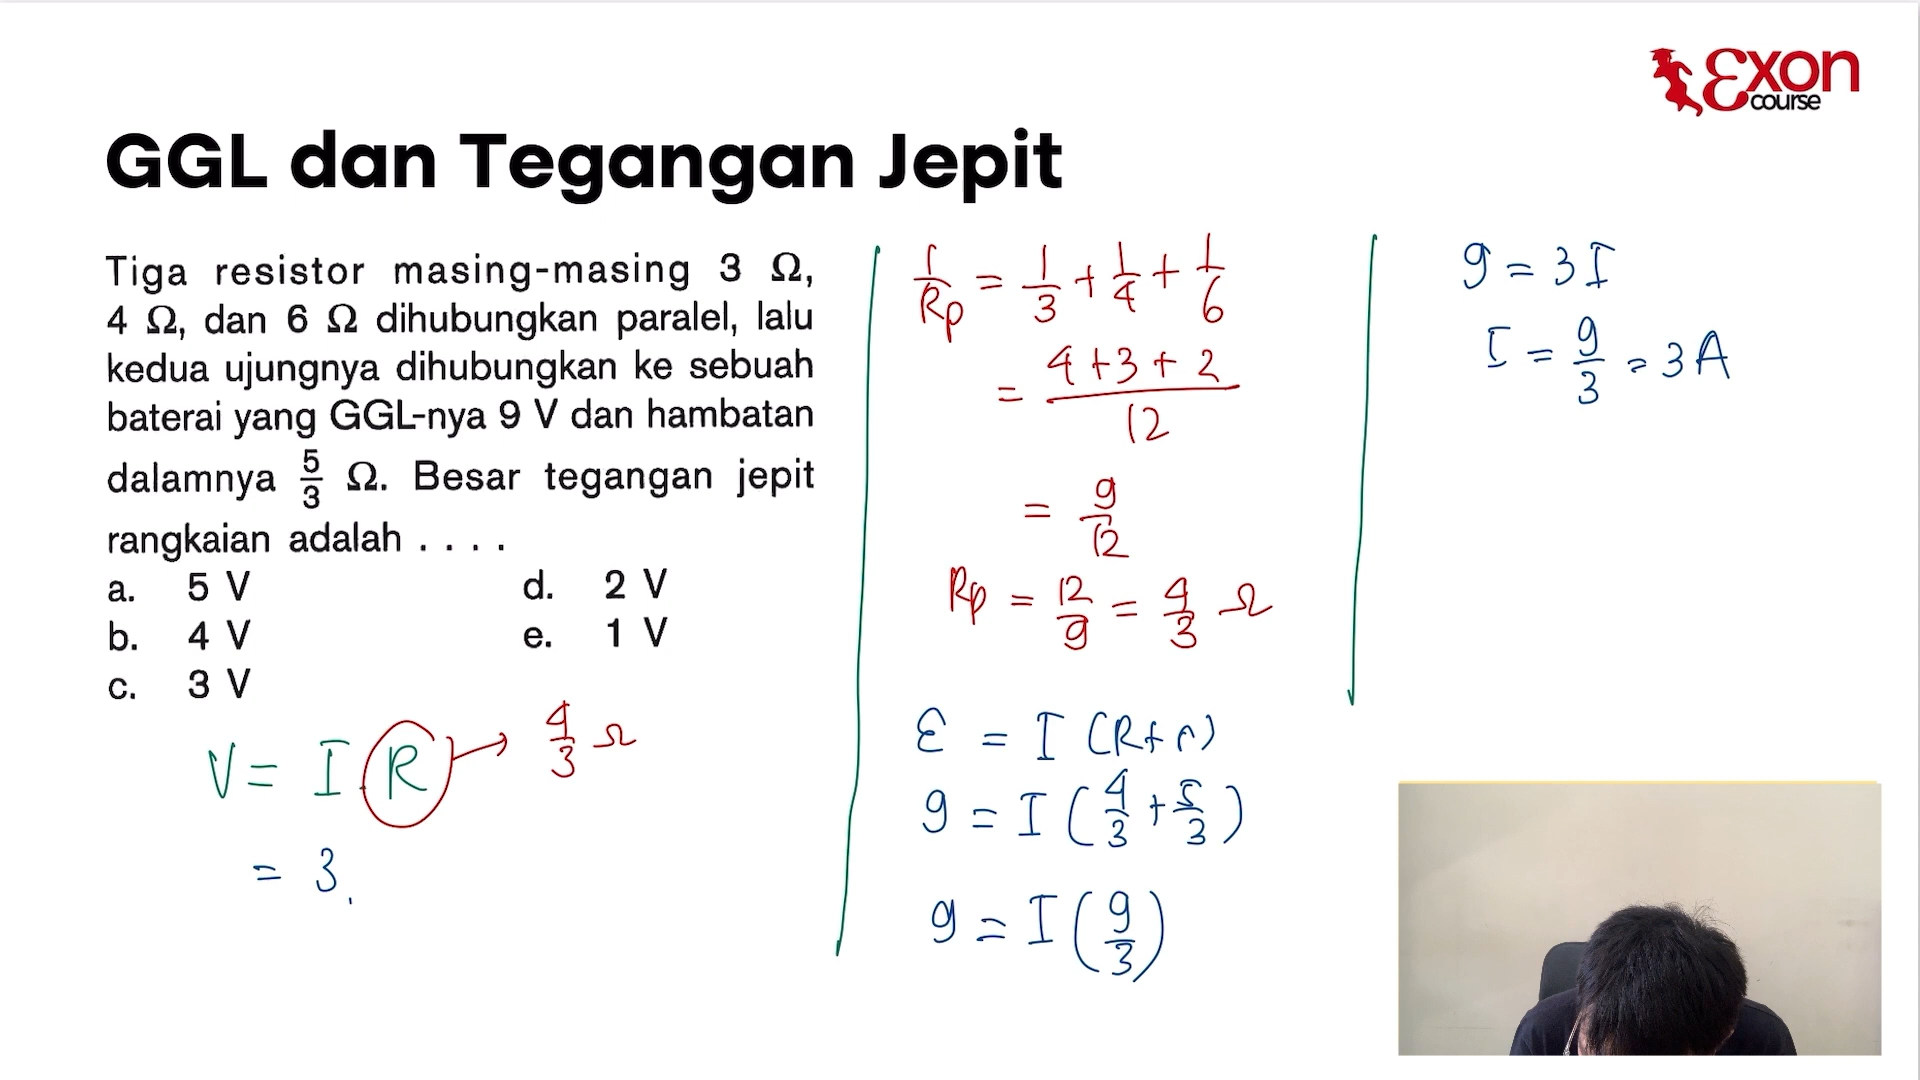 Exon
course
GGL dan Tegangan Jepit
Tiga resistor masing-masing 3 Ω,
4 Ω, dan 6 Ω dihubungkan paralel, lalu
kedua ujungnya dihubungkan ke sebuah
baterai yang GGL-nya 9 V dan hambatan
dalamnya 5/3 Ω. Besar tegangan jepit
rangkaian adalah . . . .
a. 5 V
b. 4 V
c. 3 V
d. 2 V
e. 1 V
V = I . R → 4/3 Ω
= 3 .
1/Rp = 1/3 + 1/4 + 1/6
= (4 + 3 + 2)/12
= 9/12
Rp = 12/9 = 4/3 Ω
ε = I (R + r)
9 = I (4/3 + 5/3)
9 = I (9/3)
9 = 3 I
I = 9/3 = 3 A